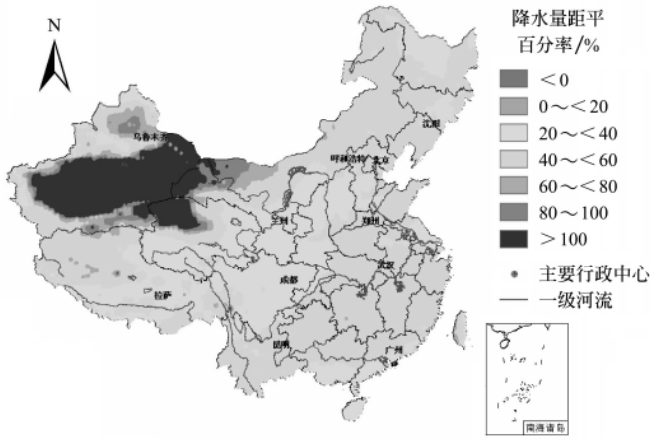 N
降水量距平
百分率/%
<0
0～<20
20～<40
40～<60
60～<80
80～100
>100
主要行政中心
一级河流
乌鲁木齐
沈阳
呼和浩特
北京
兰州
郑州
武汉
成都
拉萨
昆明
广州
南海诸岛